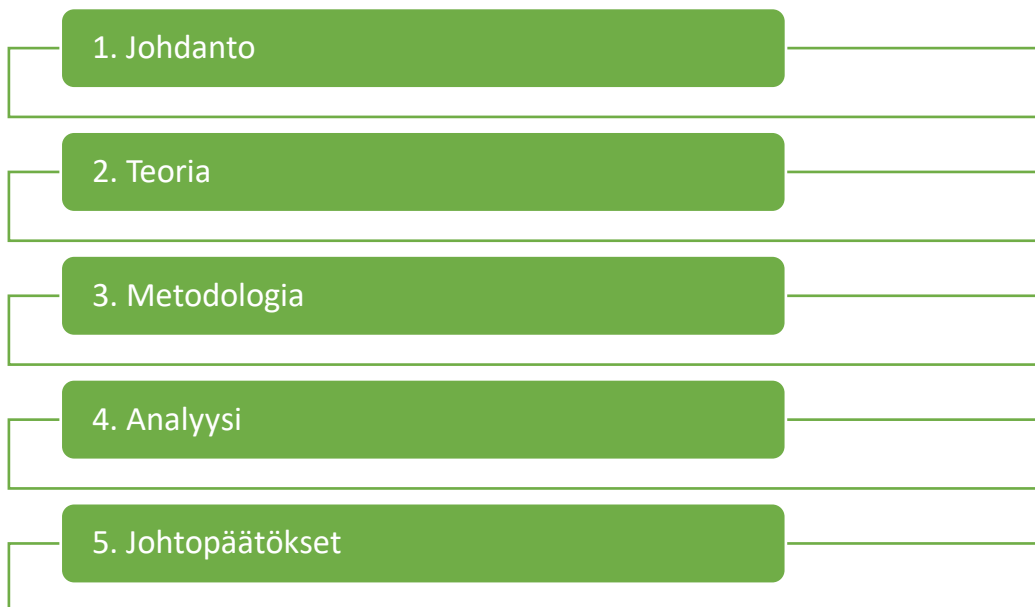 1. Johdanto
2. Teoria
3. Metodologia
4. Analyysi
5. Johtopäätökset